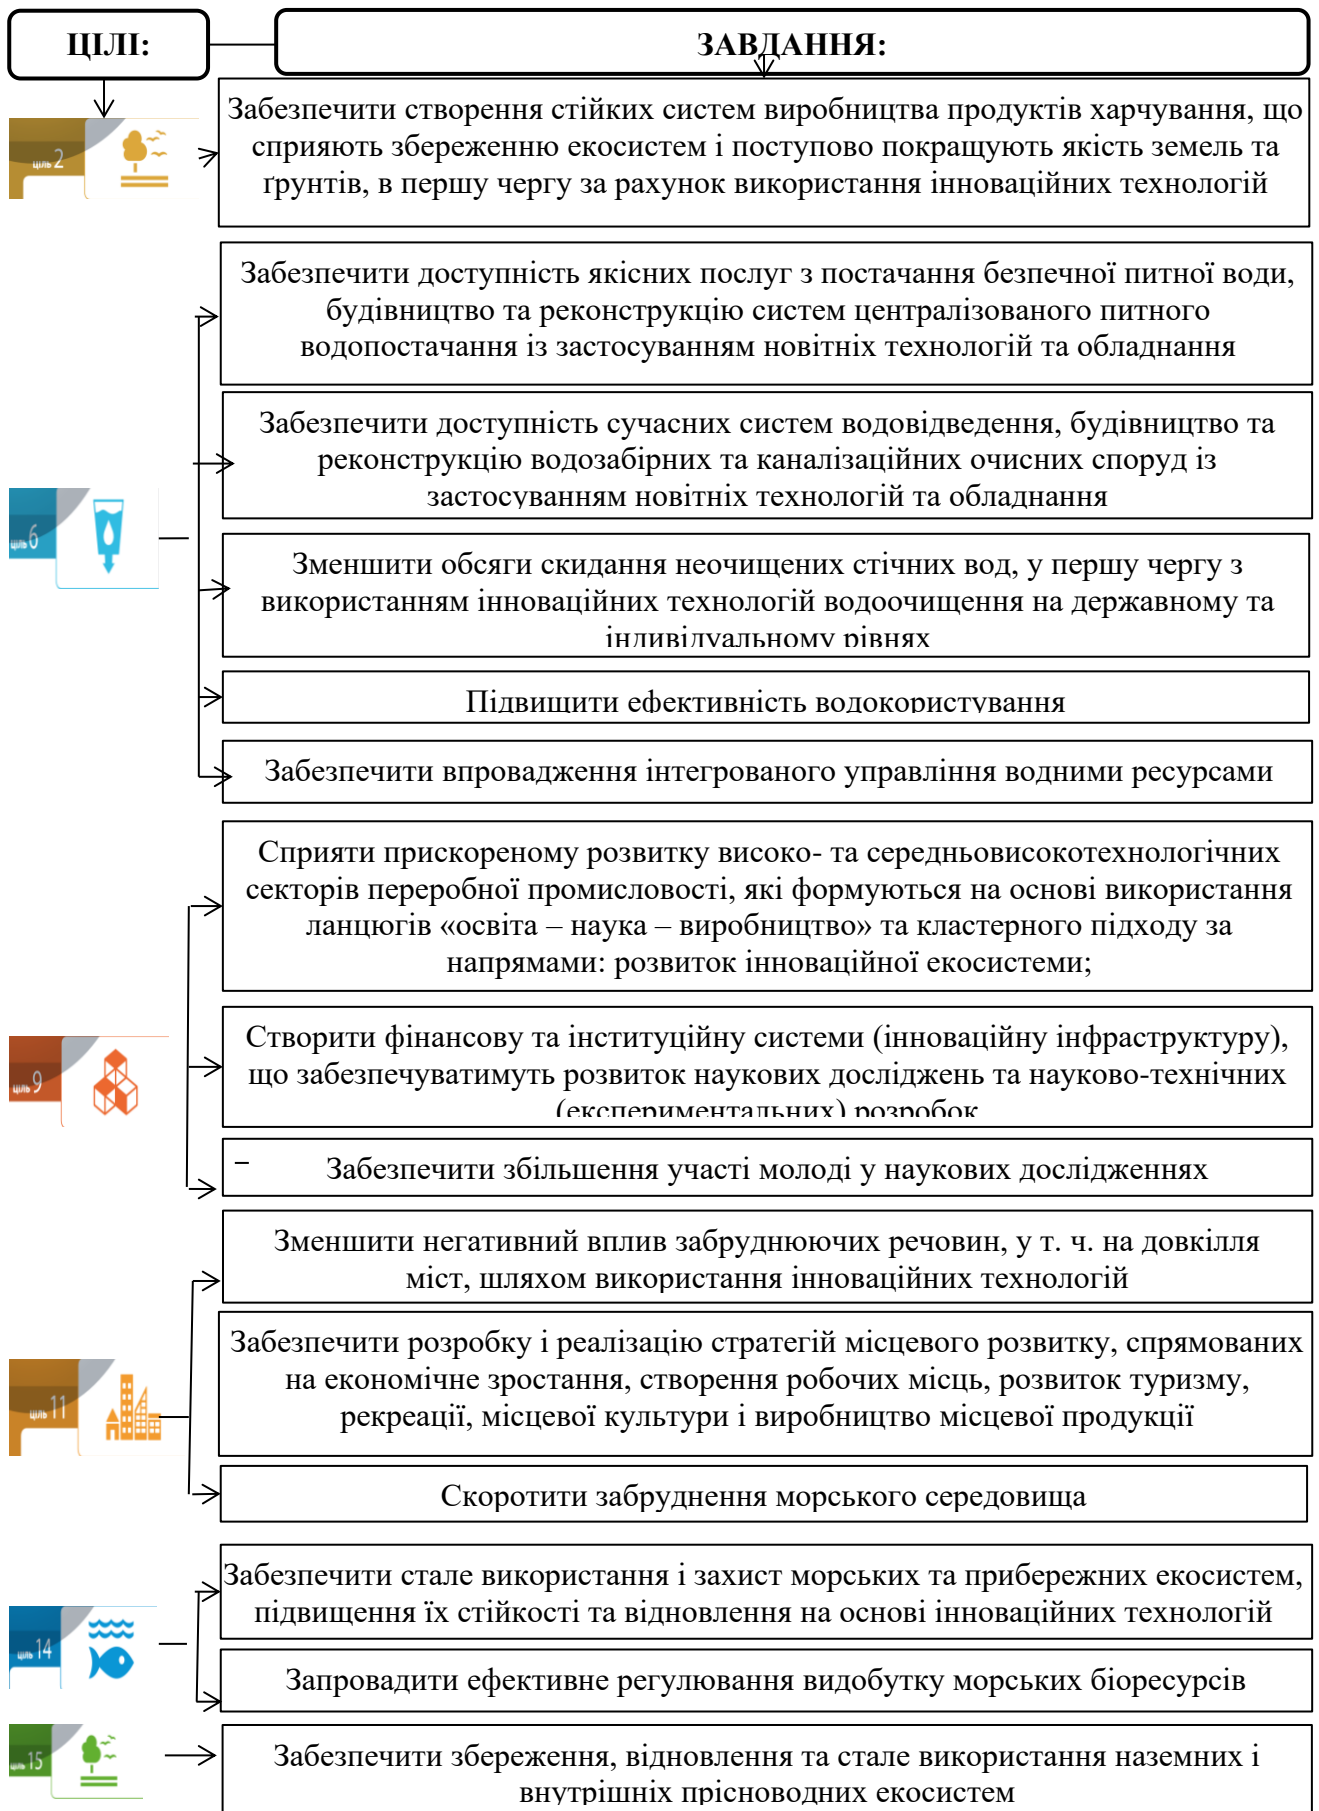 ЦІЛІ:
ЗАВДАННЯ:
ціль 2
Забезпечити створення стійких систем виробництва продуктів харчування, що
сприяють збереженню екосистем і поступово покращують якість земель та
ґрунтів, в першу чергу за рахунок використання інноваційних технологій
ціль 6
Забезпечити доступність якісних послуг з постачання безпечної питної води,
будівництво та реконструкцію систем централізованого питного
водопостачання із застосуванням новітніх технологій та обладнання
Забезпечити доступність сучасних систем водовідведення, будівництво та
реконструкцію водозабірних та каналізаційних очисних споруд із
застосуванням новітніх технологій та обладнання
Зменшити обсяги скидання неочищених стічних вод, у першу чергу з
використанням інноваційних технологій водоочищення на державному та
індивідуальному рівнях
Підвищити ефективність водокористування
Забезпечити впровадження інтегрованого управління водними ресурсами
ціль 9
Сприяти прискореному розвитку високо- та середньовисокотехнологічних
секторів переробної промисловості, які формуються на основі використання
ланцюгів «освіта – наука – виробництво» та кластерного підходу за
напрямами: розвиток інноваційної екосистеми;
Створити фінансову та інституційну системи (інноваційну інфраструктуру),
що забезпечуватимуть розвиток наукових досліджень та науково-технічних
(експериментальних) розробок
– Забезпечити збільшення участі молоді у наукових дослідженнях
ціль 11
Зменшити негативний вплив забруднюючих речовин, у т. ч. на довкілля
міст, шляхом використання інноваційних технологій
Забезпечити розробку і реалізацію стратегій місцевого розвитку, спрямованих
на економічне зростання, створення робочих місць, розвиток туризму,
рекреації, місцевої культури і виробництво місцевої продукції
Скоротити забруднення морського середовища
ціль 14
Забезпечити стале використання і захист морських та прибережних екосистем,
підвищення їх стійкості та відновлення на основі інноваційних технологій
Запровадити ефективне регулювання видобутку морських біоресурсів
ціль 15
Забезпечити збереження, відновлення та стале використання наземних і
внутрішніх прісноводних екосистем